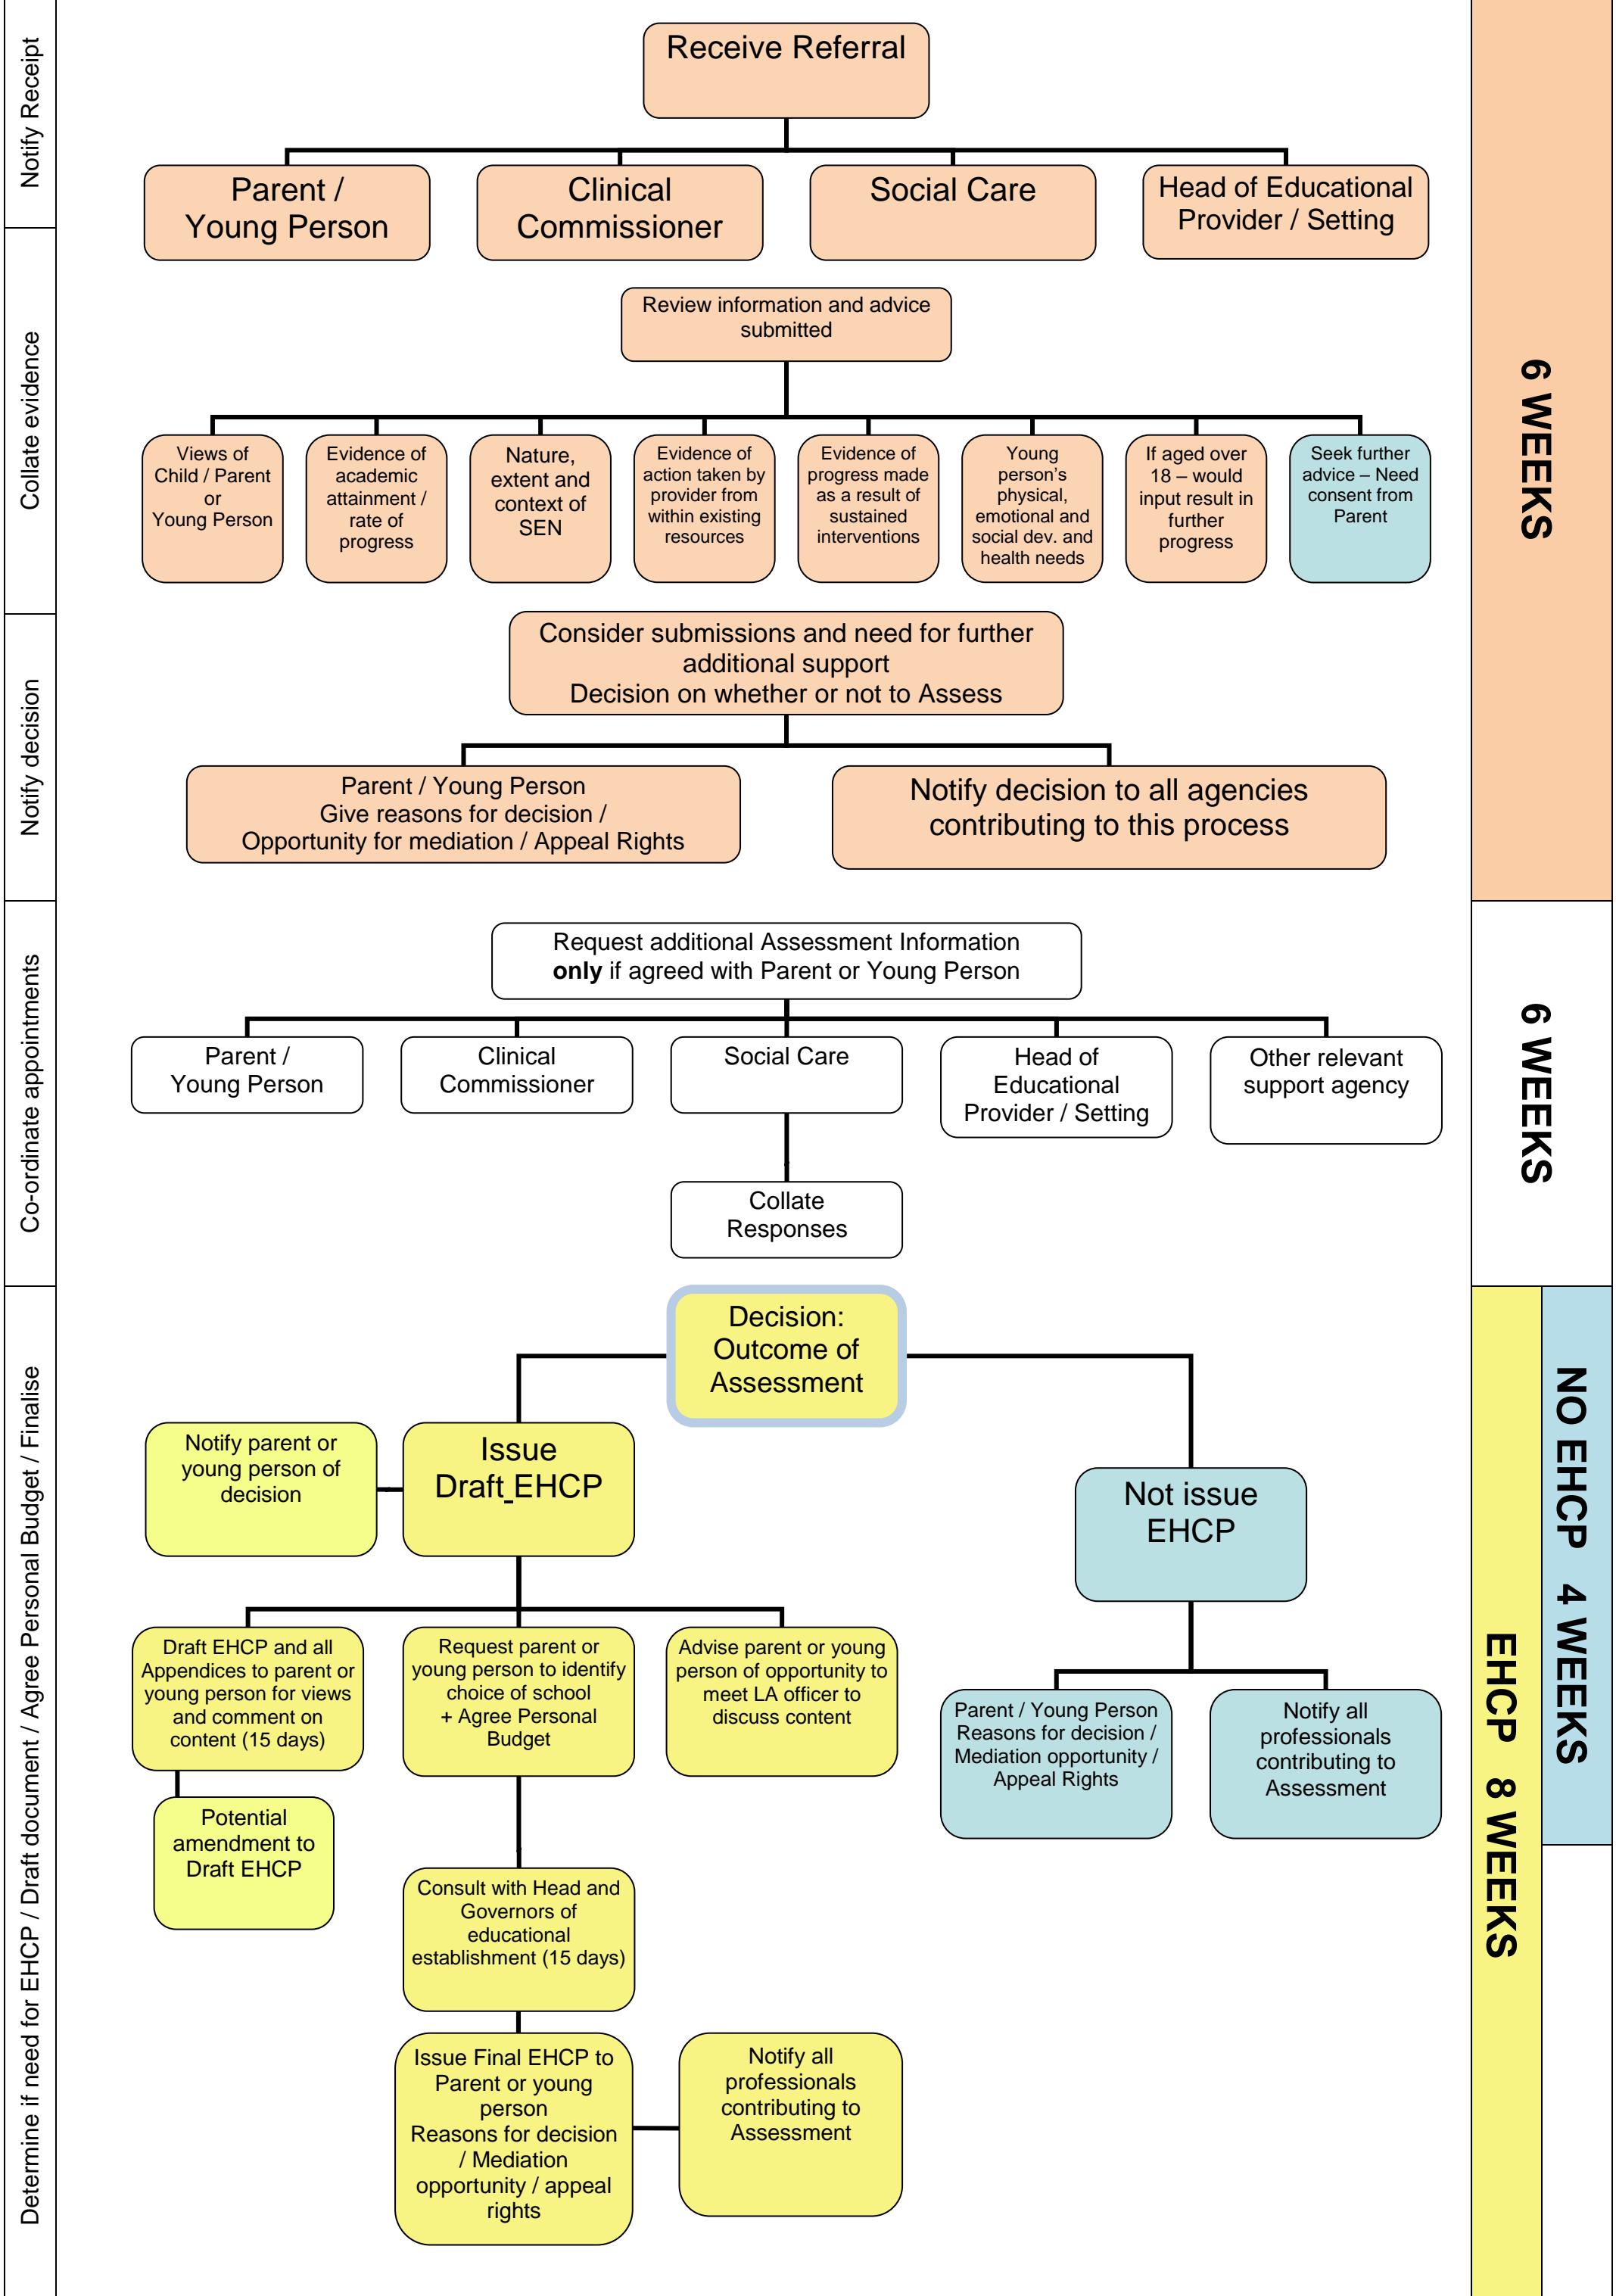 Notify Receipt
Receive Referral
Parent /
Young Person
Clinical
Commissioner
Social Care
Head of Educational
Provider / Setting
6 WEEKS
Collate evidence
Review information and advice
submitted
Views of
Child / Parent
or
Young Person
Evidence of
academic
attainment /
rate of
progress
Nature,
extent and
context of
SEN
Evidence of
action taken by
provider from
within existing
resources
Evidence of
progress made
as a result of
sustained
interventions
Young
person’s
physical,
emotional and
social dev. and
health needs
If aged over
18 – would
input result in
further
progress
Seek further
advice – Need
consent from
Parent
Notify decision
Consider submissions and need for further
additional support
Decision on whether or not to Assess
Parent / Young Person
Give reasons for decision /
Opportunity for mediation / Appeal Rights
Notify decision to all agencies
contributing to this process
Co-ordinate appointments
Request additional Assessment Information
only if agreed with Parent or Young Person
Parent /
Young Person
Clinical
Commissioner
Social Care
Head of
Educational
Provider / Setting
Other relevant
support agency
Collate
Responses
6 WEEKS
Determine if need for EHCP / Draft document / Agree Personal Budget / Finalise
Decision:
Outcome of
Assessment
Notify parent or
young person of
decision
Issue
Draft EHCP
Not issue
EHCP
Draft EHCP and all
Appendices to parent or
young person for views
and comment on
content (15 days)
Request parent or
young person to identify
choice of school
+ Agree Personal
Budget
Advise parent or young
person of opportunity to
meet LA officer to
discuss content
Parent / Young Person
Reasons for decision /
Mediation opportunity /
Appeal Rights
Notify all
professionals
contributing to
Assessment
Potential
amendment to
Draft EHCP
Consult with Head and
Governors of
educational
establishment (15 days)
Issue Final EHCP to
Parent or young
person
Reasons for decision
/ Mediation
opportunity / appeal
rights
Notify all
professionals
contributing to
Assessment
NO EHCP 4 WEEKS
EHCP 8 WEEKS